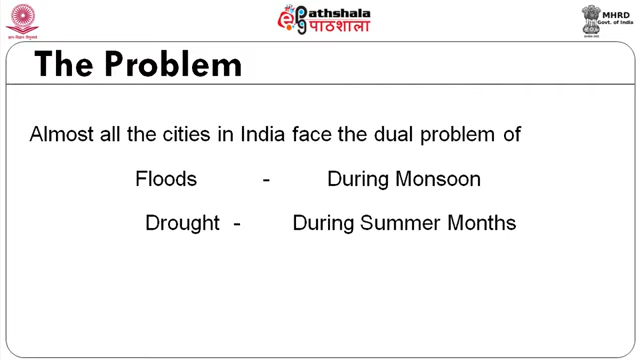 Pathshala
पाठशाला
MHRD
Govt. of India
The Problem
Almost all the cities in India face the dual problem of
Floods - During Monsoon
Drought - During Summer Months